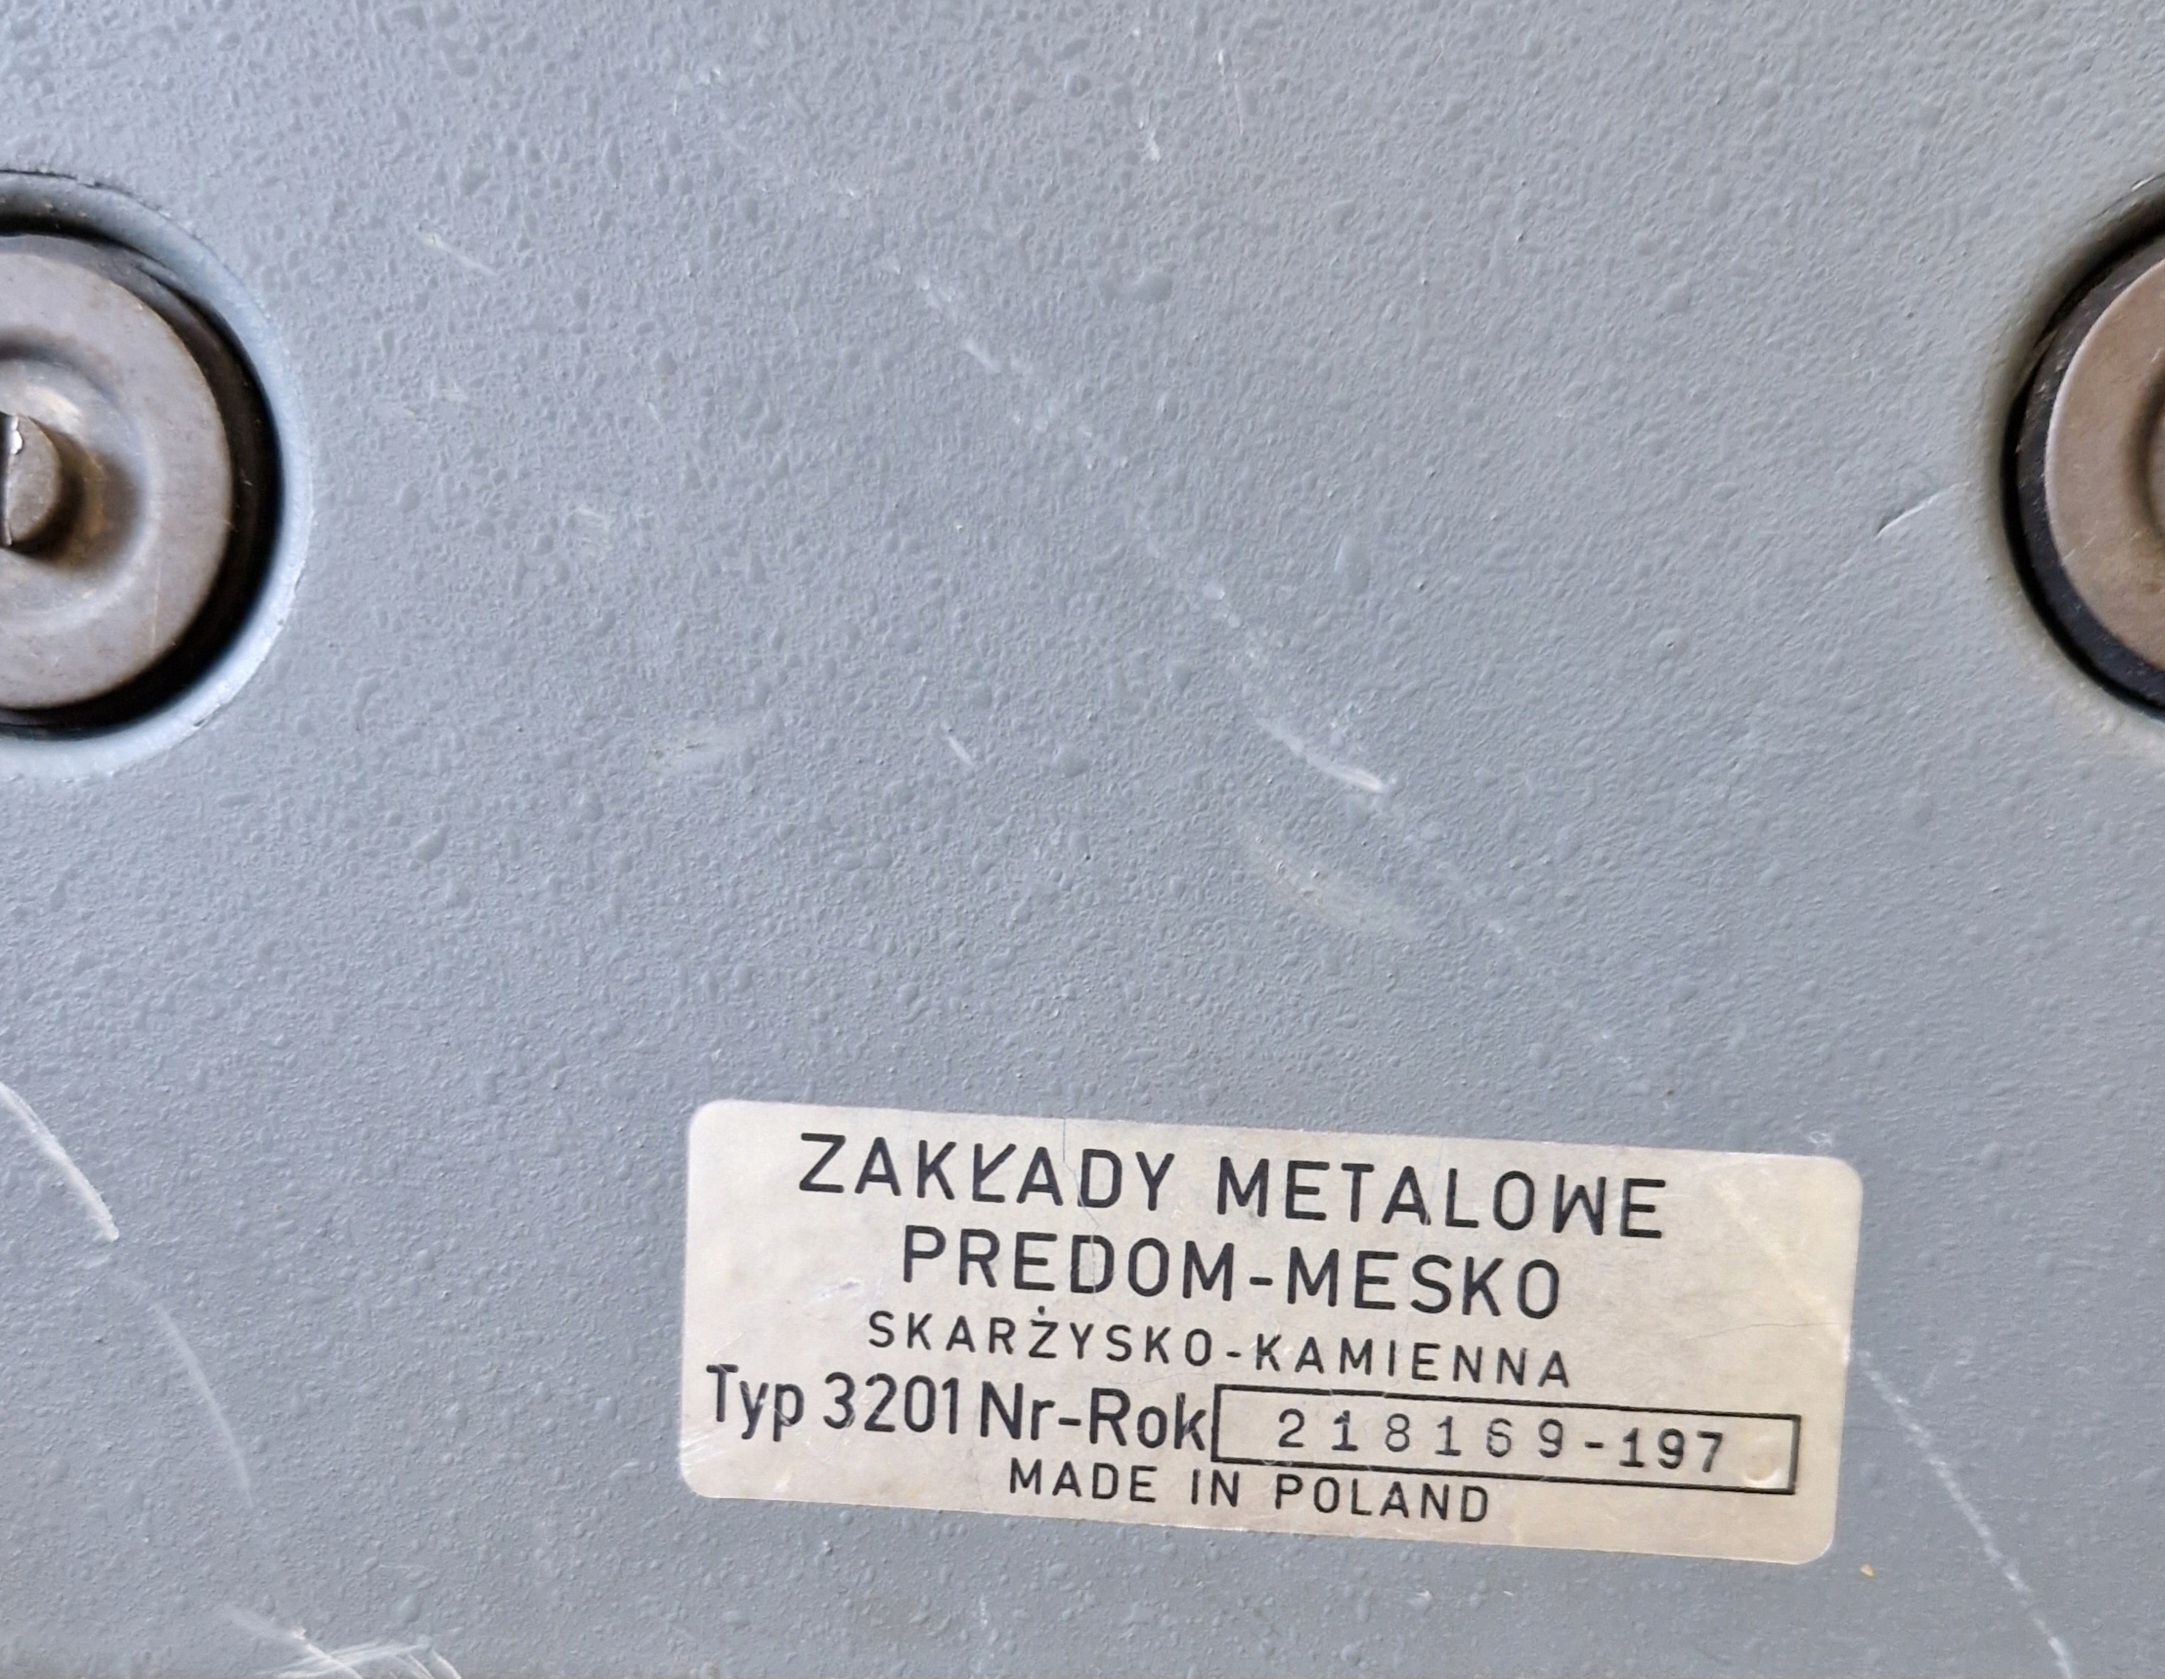 ZAKŁADY METALOWE
PREDOM-MESKO
SKARŻYSKO-KAMIENNA
Typ 3201 Nr-Rok 218169-197
MADE IN POLAND